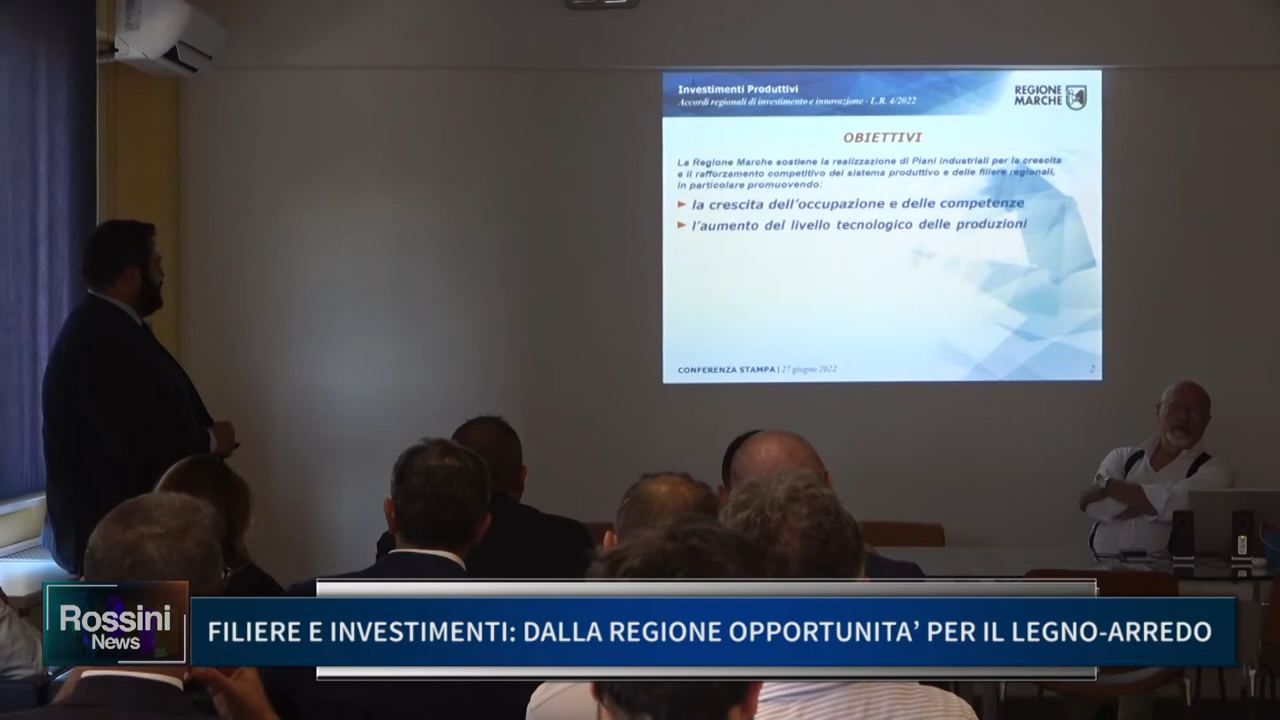 Investimenti Produttivi
Accordi regionali di investimento e innovazione - L.R. 4/2022
REGIONE
MARCHE
OBIETTIVI
La Regione Marche sostiene la realizzazione di Piani Industriali per la crescita
e il rafforzamento competitivo del sistema produttivo e delle filiere regionali,
in particolare promuovendo:
la crescita dell'occupazione e delle competenze
l'aumento del livello tecnologico delle produzioni
CONFERENZA STAMPA | 27 giugno 2022
2
Rossini
News
FILIERE E INVESTIMENTI: DALLA REGIONE OPPORTUNITA' PER IL LEGNO-ARREDO